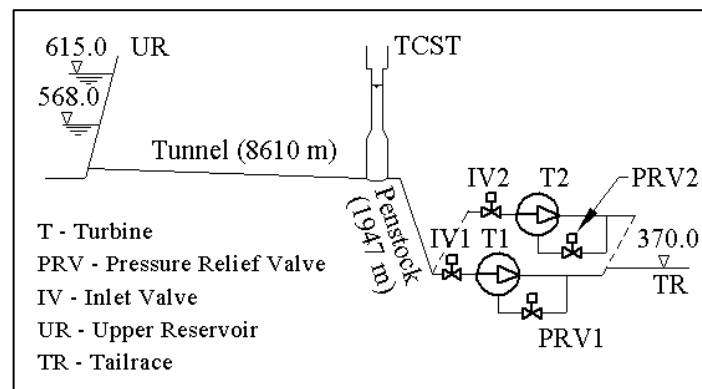 615.0 UR TCST
568.0
Tunnel (8610 m)
Penstock
(1947 m)
IV2 T2 PRV2
IV1 T1 370.0
TR
PRV1
T - Turbine
PRV - Pressure Relief Valve
IV - Inlet Valve
UR - Upper Reservoir
TR - Tailrace